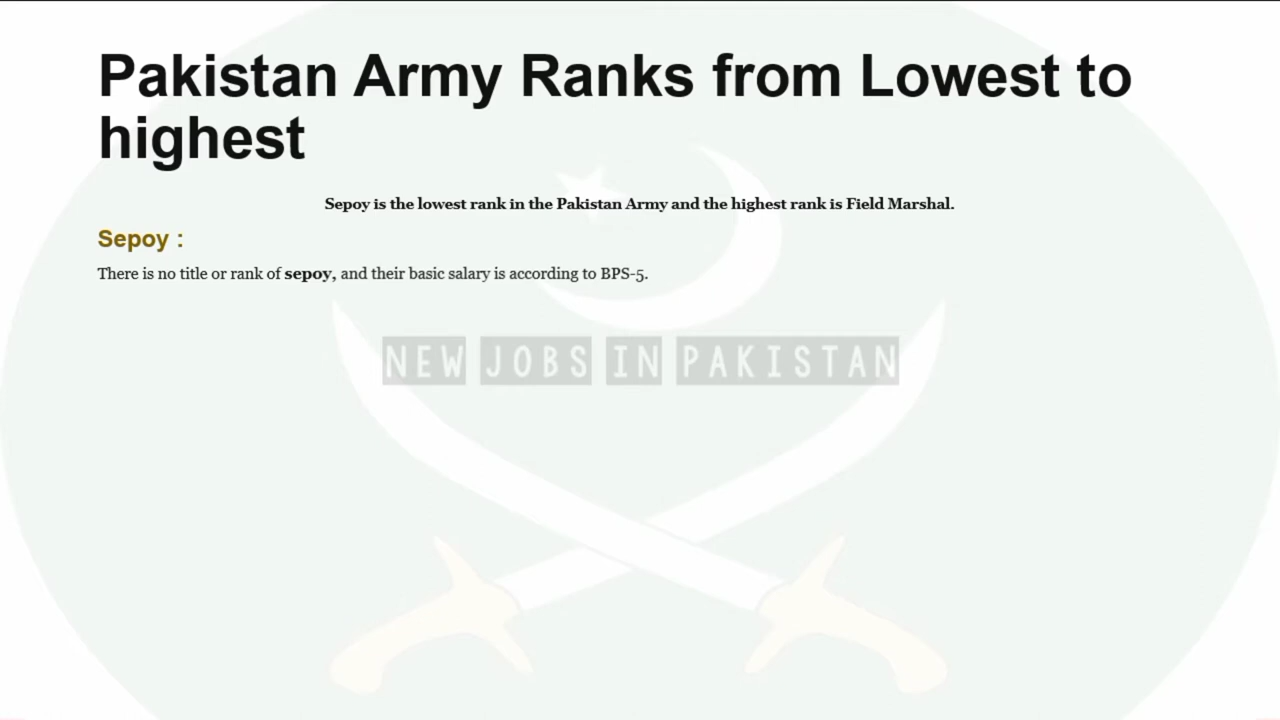 Pakistan Army Ranks from Lowest to
highest
Sepoy is the lowest rank in the Pakistan Army and the highest rank is Field Marshal.
Sepoy :
There is no title or rank of sepoy, and their basic salary is according to BPS-5.
NEW JOBS IN PAKISTAN